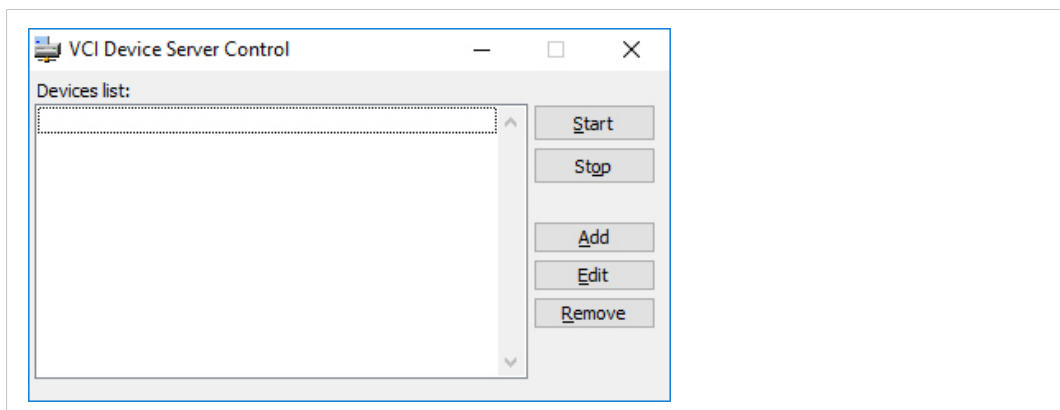 VCI Device Server Control
Devices list:
Start
Stop
Add
Edit
Remove